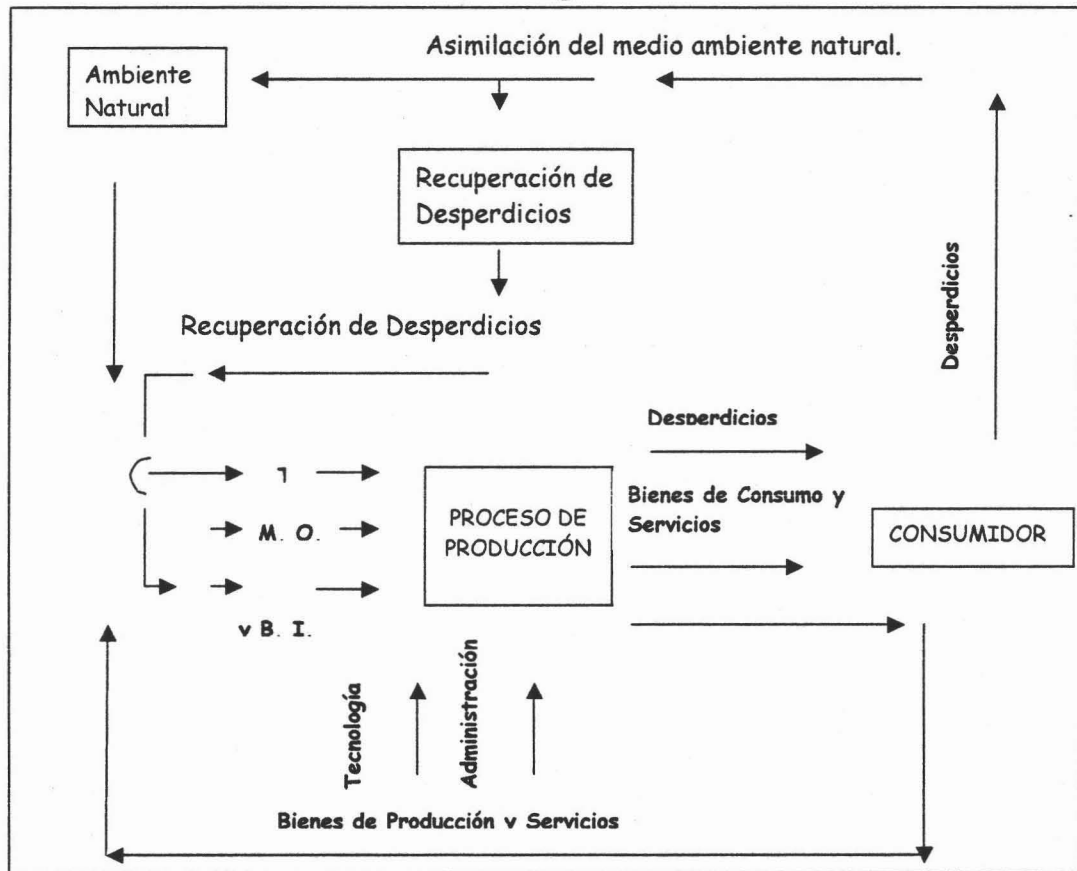 Asimilación del medio ambiente natural.
Ambiente
Natural
Recuperación de
Desperdicios
Desperdicios
Recuperación de Desperdicios
Desperdicios
Bienes de Consumo y
Servicios
M. O.
PROCESO DE
PRODUCCIÓN
CONSUMIDOR
v B. I.
Tecnología
Administración
Bienes de Producción v Servicios